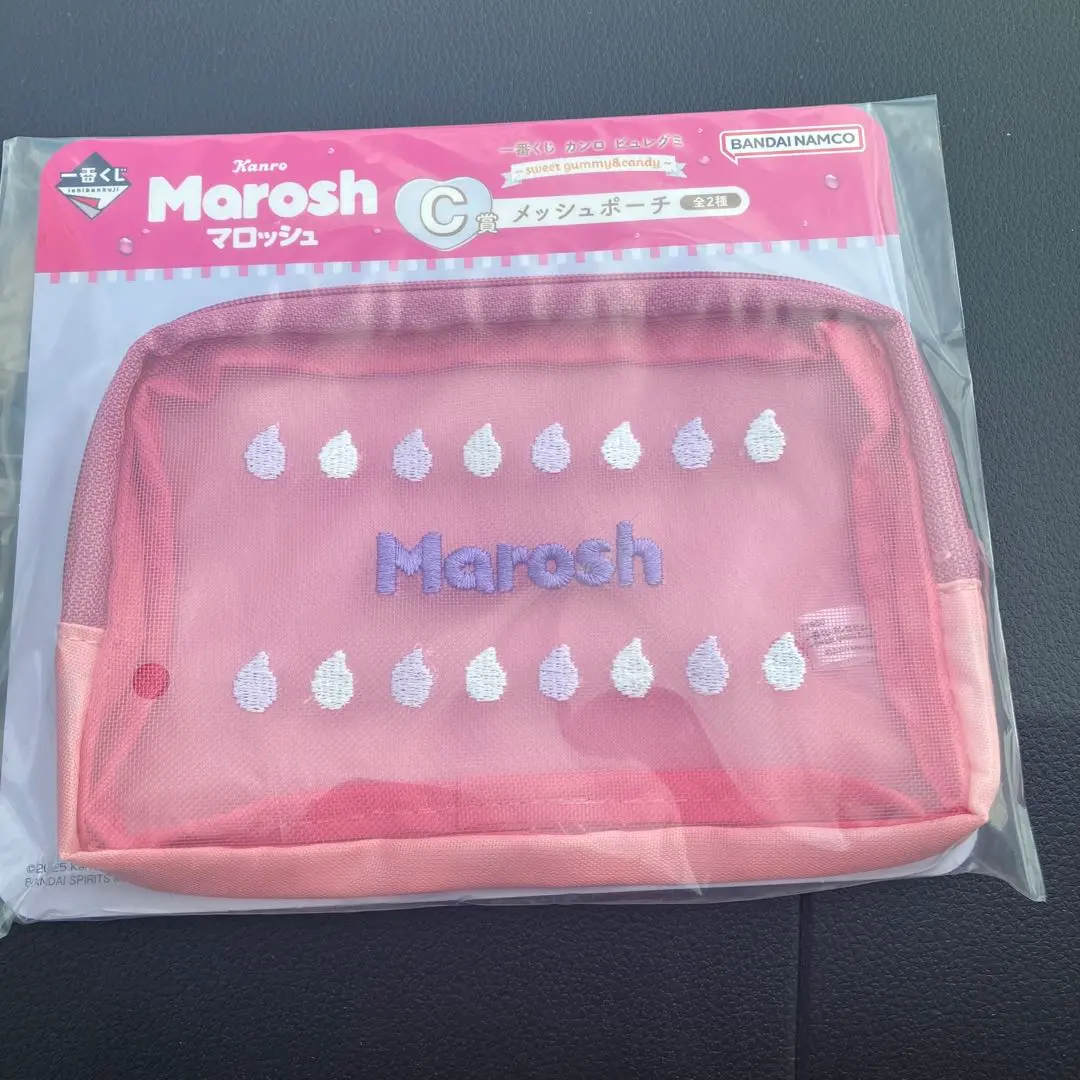 一番くじ
ichibankuji
Kanro
Marosh
マロッシュ
C賞
メッシュポーチ
全2種
一番くじ カンロ ピュレグミ
~sweet gummy&candy~
BANDAI NAMCO
Marosh
BANDAI SPIRITS